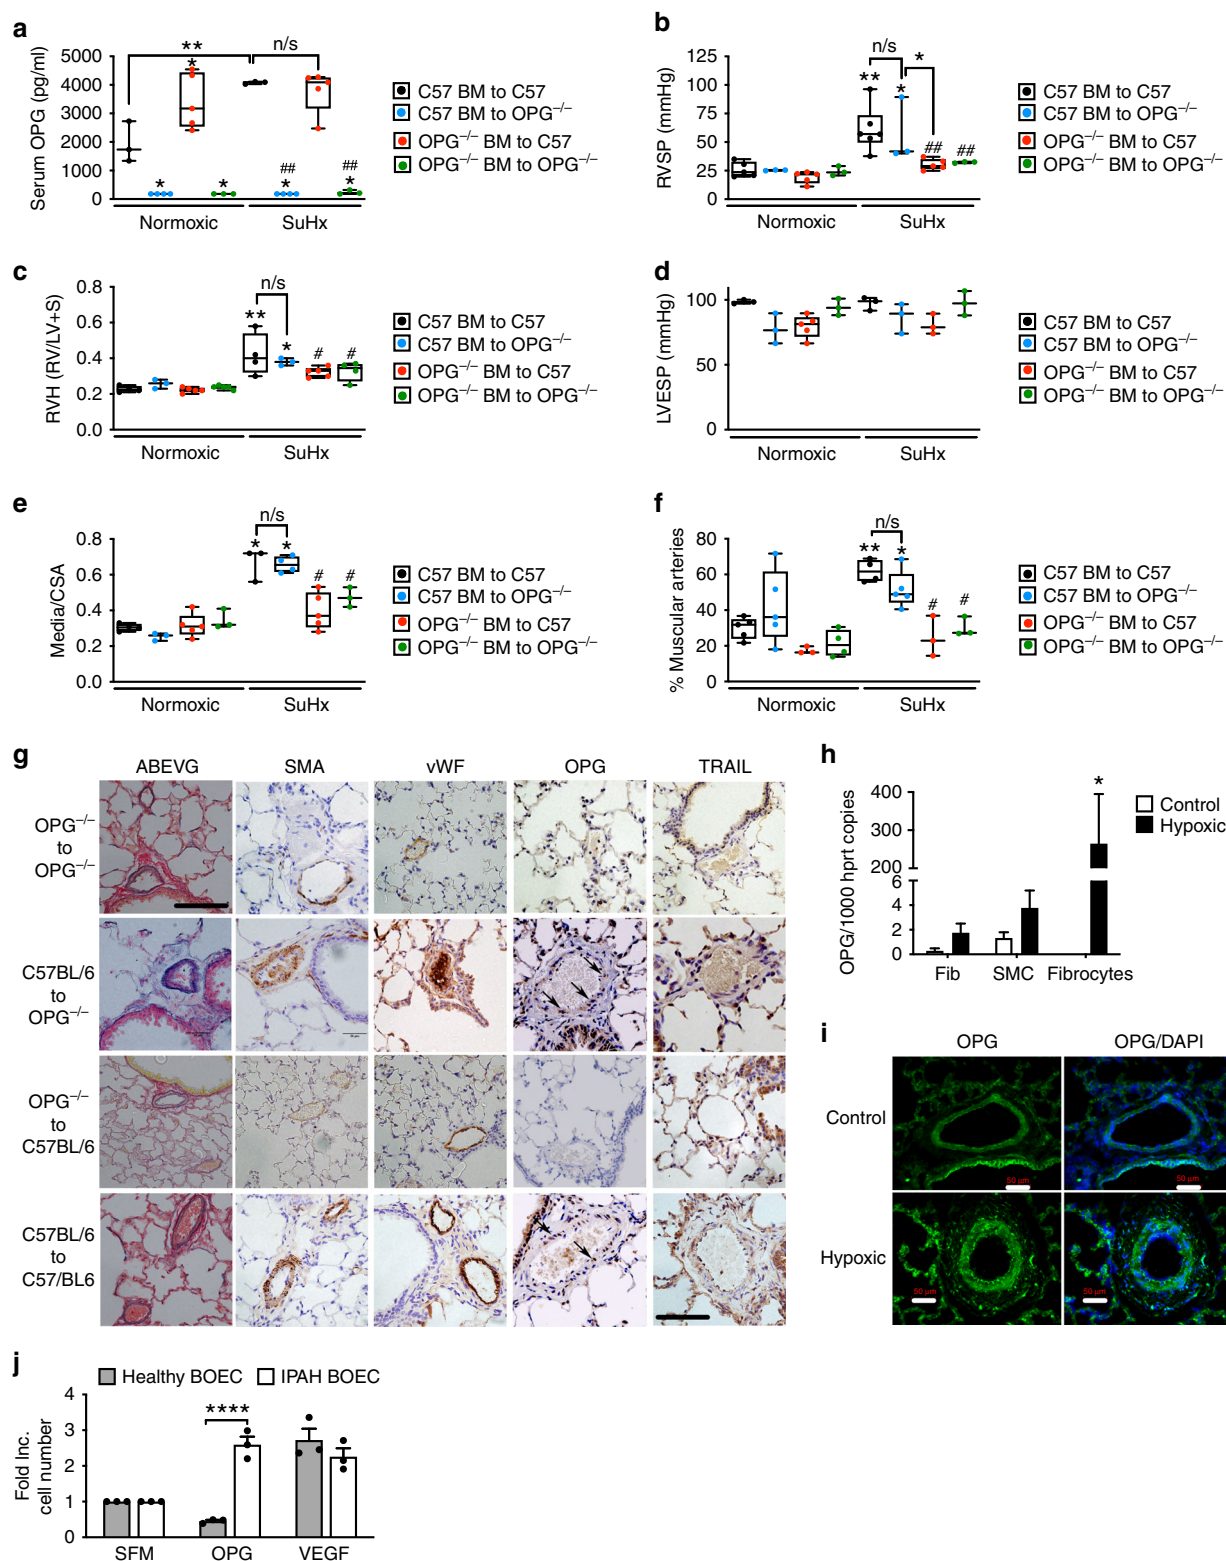 a
Serum OPG (pg/ml)
5000
4000
3000
2000
1000
0
**
*
n/s
*
*
##
*
##
*
Normoxic
SuHx
C57 BM to C57
C57 BM to OPG–/–
OPG–/– BM to C57
OPG–/– BM to OPG–/–
b
RVSP (mmHg)
125
100
75
50
25
0
n/s
*
**
*
##
##
Normoxic
SuHx
C57 BM to C57
C57 BM to OPG–/–
OPG–/– BM to C57
OPG–/– BM to OPG–/–
c
RVH (RV/LV+S)
0.8
0.6
0.4
0.2
0.0
n/s
**
*
#
#
Normoxic
SuHx
C57 BM to C57
C57 BM to OPG–/–
OPG–/– BM to C57
OPG–/– BM to OPG–/–
d
LVESP (mmHg)
100
50
0
Normoxic
SuHx
C57 BM to C57
C57 BM to OPG–/–
OPG–/– BM to C57
OPG–/– BM to OPG–/–
e
Media/CSA
0.8
0.6
0.4
0.2
0.0
n/s
*
*
#
#
Normoxic
SuHx
C57 BM to C57
C57 BM to OPG–/–
OPG–/– BM to C57
OPG–/– BM to OPG–/–
f
% Muscular arteries
80
60
40
20
0
n/s
**
*
#
#
Normoxic
SuHx
C57 BM to C57
C57 BM to OPG–/–
OPG–/– BM to C57
OPG–/– BM to OPG–/–
g
ABEVG
SMA
vWF
OPG
TRAIL
OPG–/–
to
OPG–/–
C57BL/6
to
OPG–/–
OPG–/–
to
C57BL/6
C57BL/6
to
C57/BL6
h
OPG/1000 hprt copies
600
400
200
6
4
2
0
*
Control
Hypoxic
Fib
SMC
Fibrocytes
i
OPG
OPG/DAPI
Control
Hypoxic
50 µm
50 µm
50 µm
50 µm
j
Healthy BOEC
IPAH BOEC
Fold Inc.
cell number
4
3
2
1
0
****
SFM
OPG
VEGF